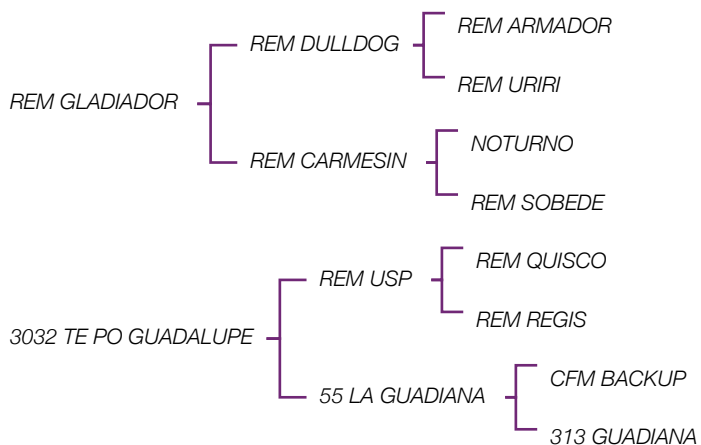 REM ARMADOR
REM DULLDOG
REM URIRI
REM GLADIADOR
NOTURNO
REM CARMESIN
REM SOBEDE
REM QUISCO
REM USP
REM REGIS
3032 TE PO GUADALUPE
CFM BACKUP
55 LA GUADIANA
313 GUADIANA